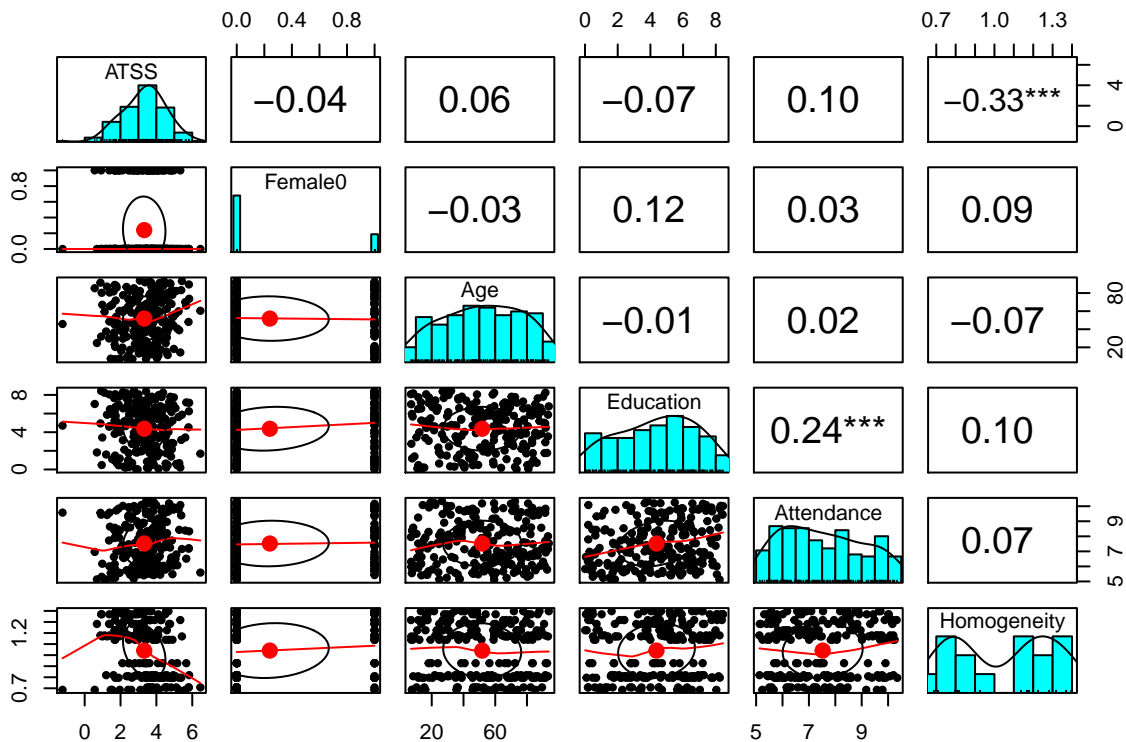 0.0 0.4 0.8 0 2 4 6 8 0.7 1.0 1.3
ATSS −0.04 0.06 −0.07 0.10 −0.33*** 0 4
0.0 0.8 Female0 −0.03 0.12 0.03 0.09
Age −0.01 0.02 −0.07 20 80
0 4 8 Education 0.24*** 0.10
Attendance 0.07 5 7 9
0.7 1.2 Homogeneity
0 2 4 6 20 60 5 7 9